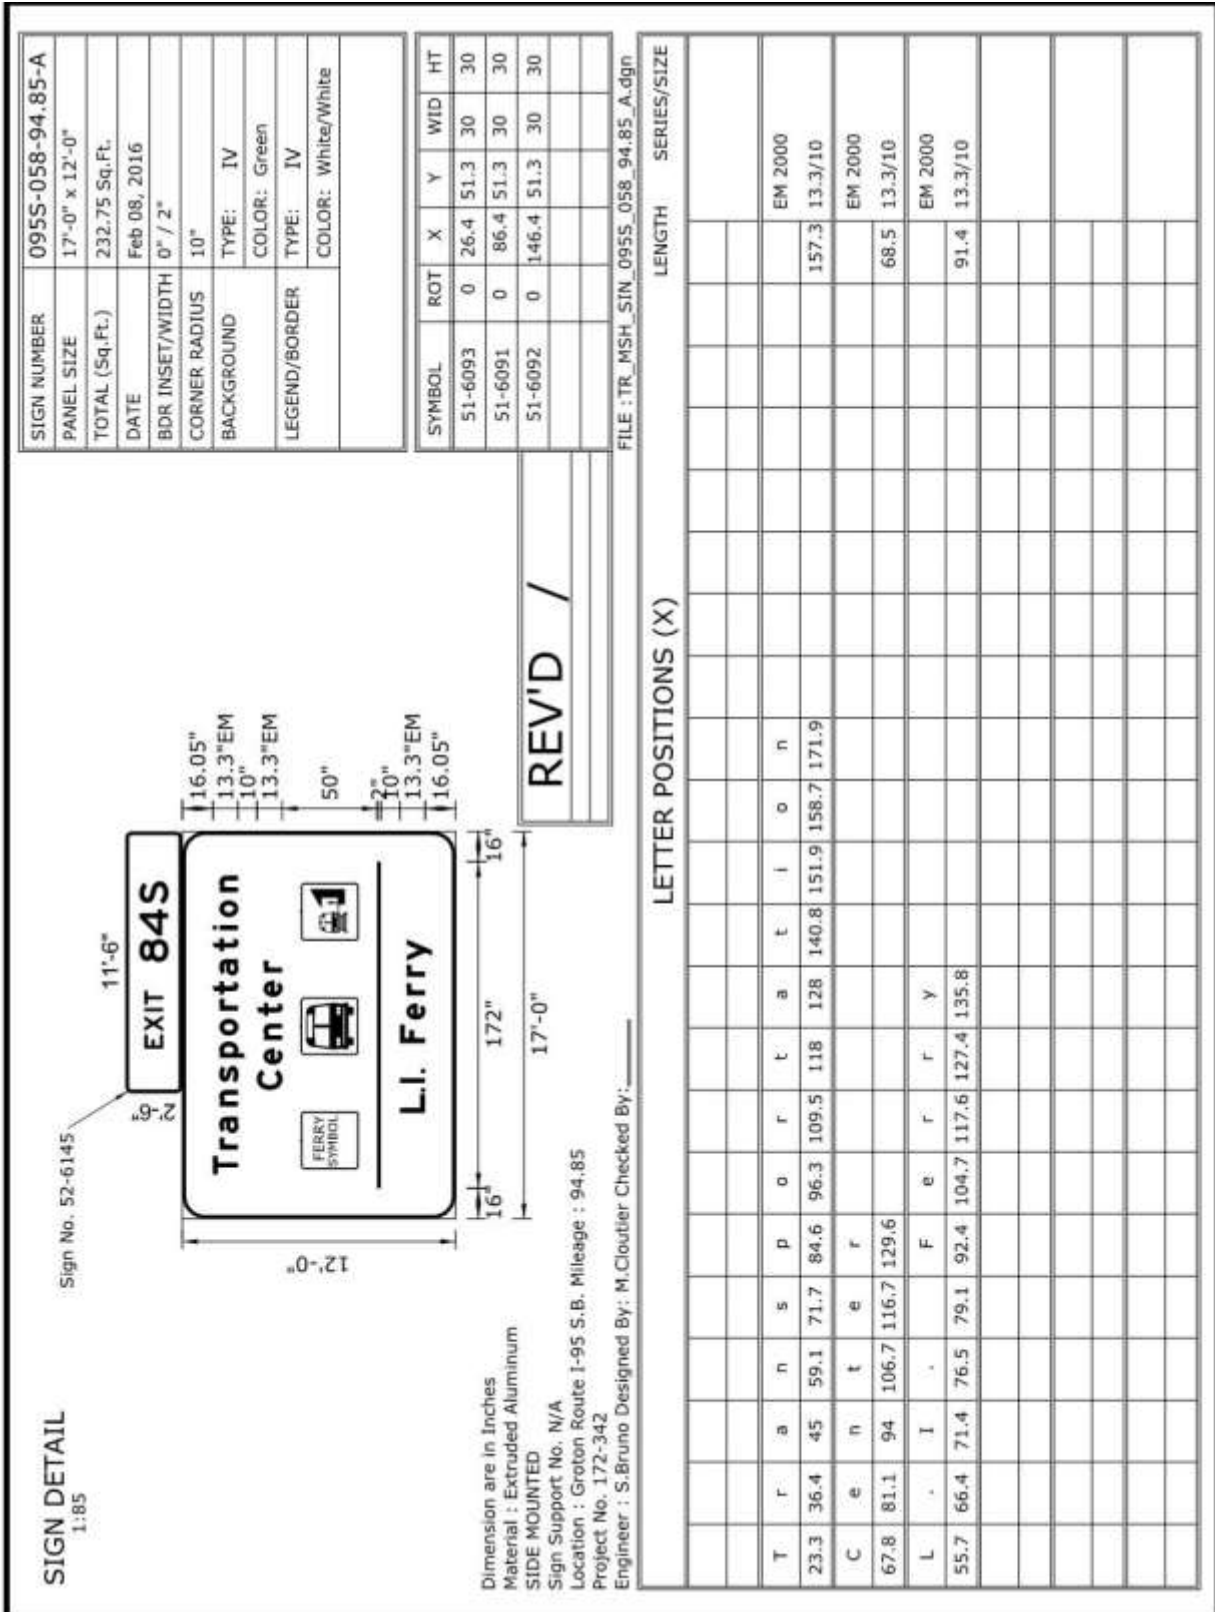 SIGN DETAIL
1:85
Sign No. 52-6145
11'-6"
2'-6"
EXIT 84S
Transportation
Center
FERRY
SYMBOL
1
L.I. Ferry
12'-0"
16.05"
13.3"EM
10"
13.3"EM
50"
2"
10"
13.3"EM
16.05"
16" 172" 16"
17'-0"
SIGN NUMBER 095S-058-94.85-A
PANEL SIZE 17'-0" x 12'-0"
TOTAL (Sq.Ft.) 232.75 Sq.Ft.
DATE Feb 08, 2016
BDR INSET/WIDTH 0" / 2"
CORNER RADIUS 10"
BACKGROUND TYPE: IV
COLOR: Green
LEGEND/BORDER TYPE: IV
COLOR: White/White
SYMBOL ROT X Y WID HT
51-6093 0 26.4 51.3 30 30
51-6091 0 86.4 51.3 30 30
51-6092 0 146.4 51.3 30 30
REV'D /
Dimension are in Inches
Material : Extruded Aluminum
SIDE MOUNTED
Sign Support No. N/A
Location : Groton Route I-95 S.B. Mileage : 94.85
Project No. 172-342
Engineer : S.Bruno Designed By: M.Cloutier Checked By:
FILE : TR_MSH_SIN_095S_058_94.85_A.dgn
LETTER POSITIONS (X) LENGTH SERIES/SIZE
T r a n s p o r t a t i o n EM 2000
23.3 36.4 45 59.1 71.7 84.6 96.3 109.5 118 128 140.8 151.9 158.7 171.9 157.3 13.3/10
C e n t e r EM 2000
67.8 81.1 94 106.7 116.7 129.6 68.5 13.3/10
L . I . F e r r y EM 2000
55.7 66.4 71.4 76.5 79.1 92.4 104.7 117.6 127.4 135.8 91.4 13.3/10